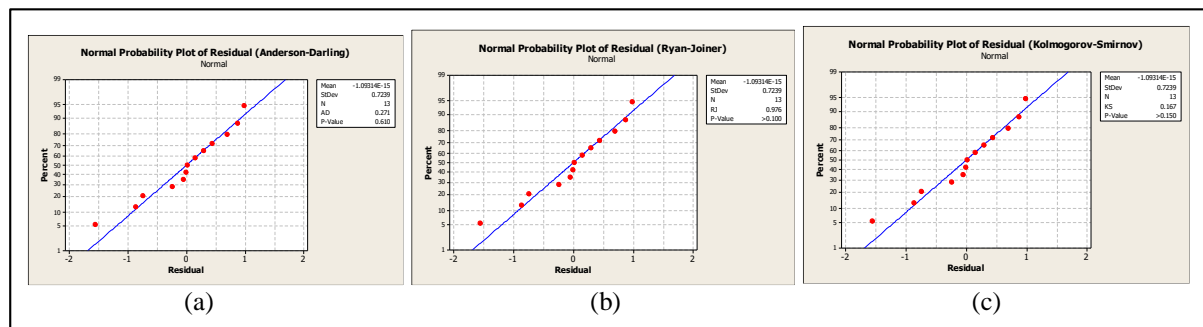 Normal Probability Plot of Residual (Anderson-Darling)
Normal
Mean -1.09314E-15
StDev 0.7239
N 13
AD 0.271
P-Value 0.610
99
95
90
80
70
60
50
40
30
20
10
5
1
Percent
-2 -1 0 1 2
Residual
(a)
Normal Probability Plot of Residual (Ryan-Joiner)
Normal
Mean -1.09314E-15
StDev 0.7239
N 13
RJ 0.976
P-Value >0.100
99
95
90
80
70
60
50
40
30
20
10
5
1
Percent
-2 -1 0 1 2
Residual
(b)
Normal Probability Plot of Residual (Kolmogorov-Smirnov)
Normal
Mean -1.09314E-15
StDev 0.7239
N 13
KS 0.167
P-Value >0.150
99
95
90
80
70
60
50
40
30
20
10
5
1
Percent
-2 -1 0 1 2
Residual
(c)